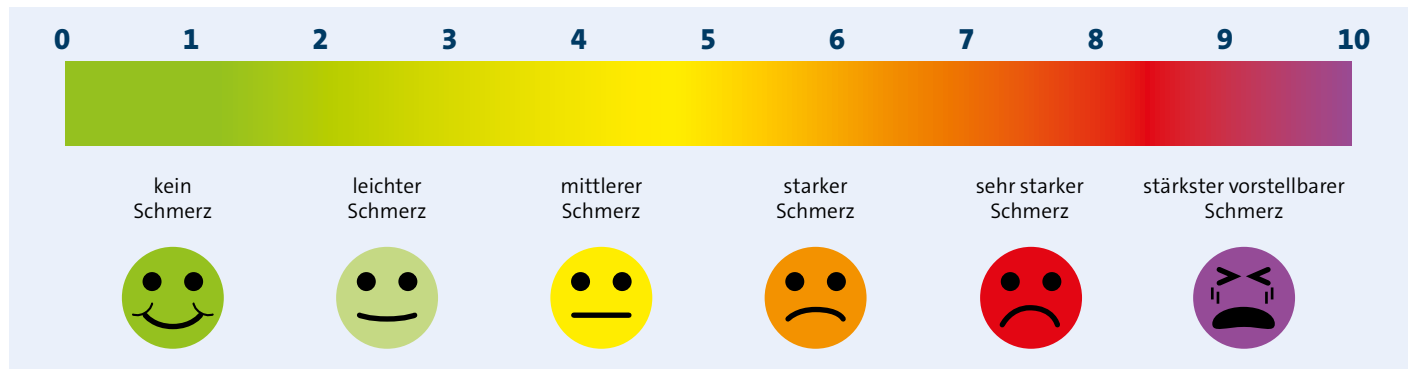 0 1 2 3 4 5 6 7 8 9 10
kein
Schmerz
leichter
Schmerz
mittlerer
Schmerz
starker
Schmerz
sehr starker
Schmerz
stärkster vorstellbarer
Schmerz